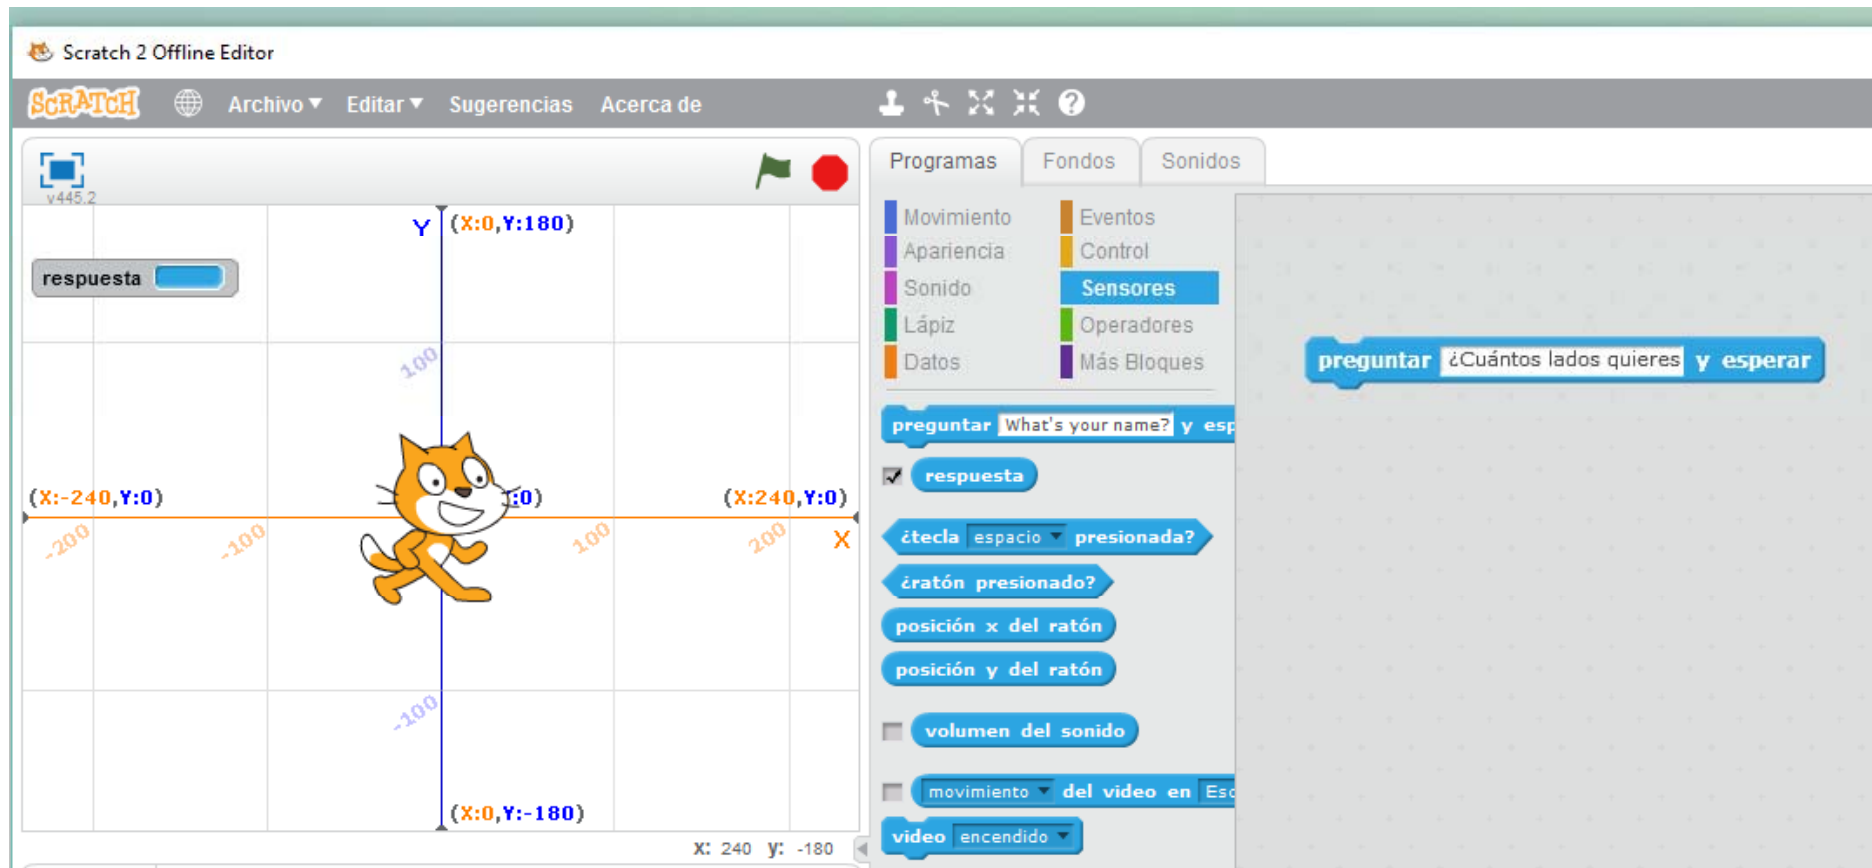 Scratch 2 Offline Editor
SCRATCH Archivo Editar Sugerencias Acerca de
v445.2
Programas Fondos Sonidos
Movimiento Eventos
Apariencia Control
Sonido Sensores
Lápiz Operadores
Datos Más Bloques
Y (X:0,Y:180)
respuesta
100
(X:-240,Y:0) :0) (X:240,Y:0)
-200 -100 100 200 X
-100
(X:0,Y:-180)
X: 240 y: -180
preguntar What's your name? y esp
respuesta
¿tecla espacio presionada?
¿ratón presionado?
posición x del ratón
posición y del ratón
volumen del sonido
movimiento del video en Esc
video encendido
preguntar ¿Cuántos lados quieres y esperar